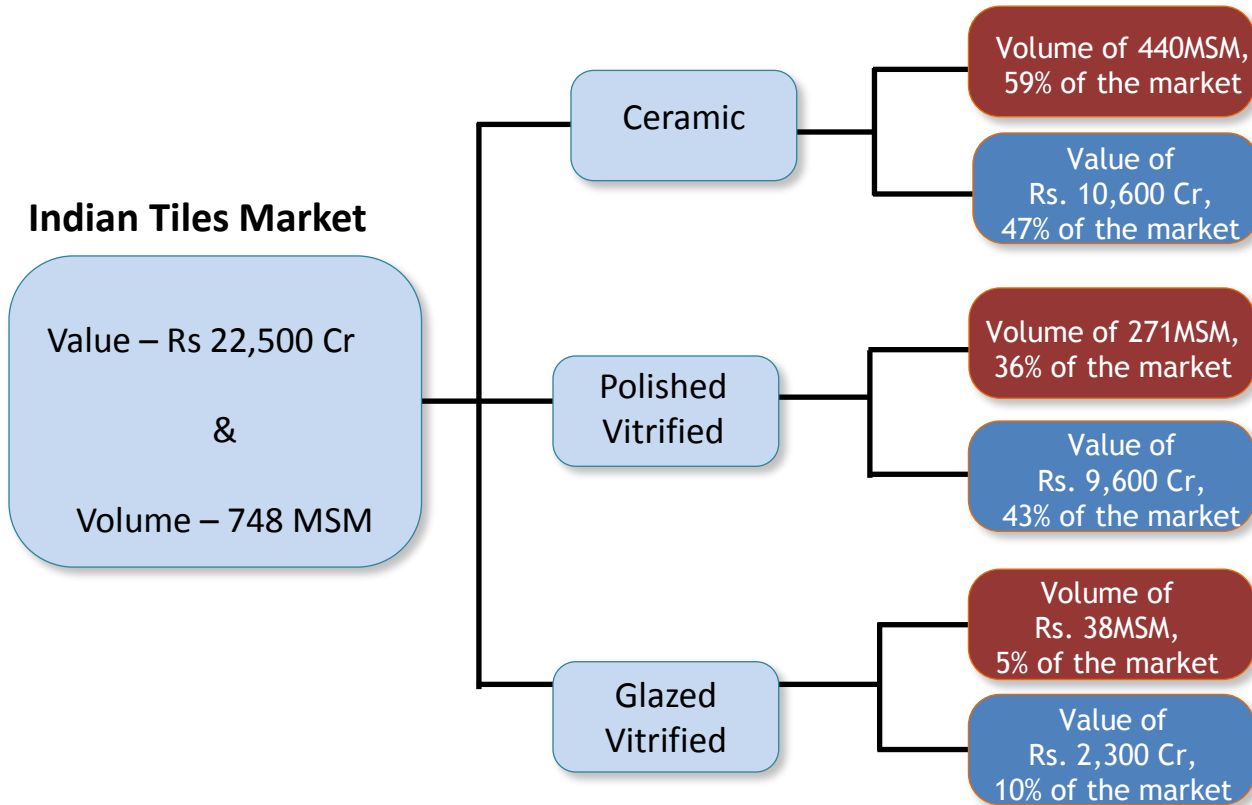 Indian Tiles Market
Value – Rs 22,500 Cr
&
Volume – 748 MSM
Ceramic
Volume of 440MSM,
59% of the market
Value of
Rs. 10,600 Cr,
47% of the market
Polished
Vitrified
Volume of 271MSM,
36% of the market
Value of
Rs. 9,600 Cr,
43% of the market
Glazed
Vitrified
Volume of
Rs. 38MSM,
5% of the market
Value of
Rs. 2,300 Cr,
10% of the market